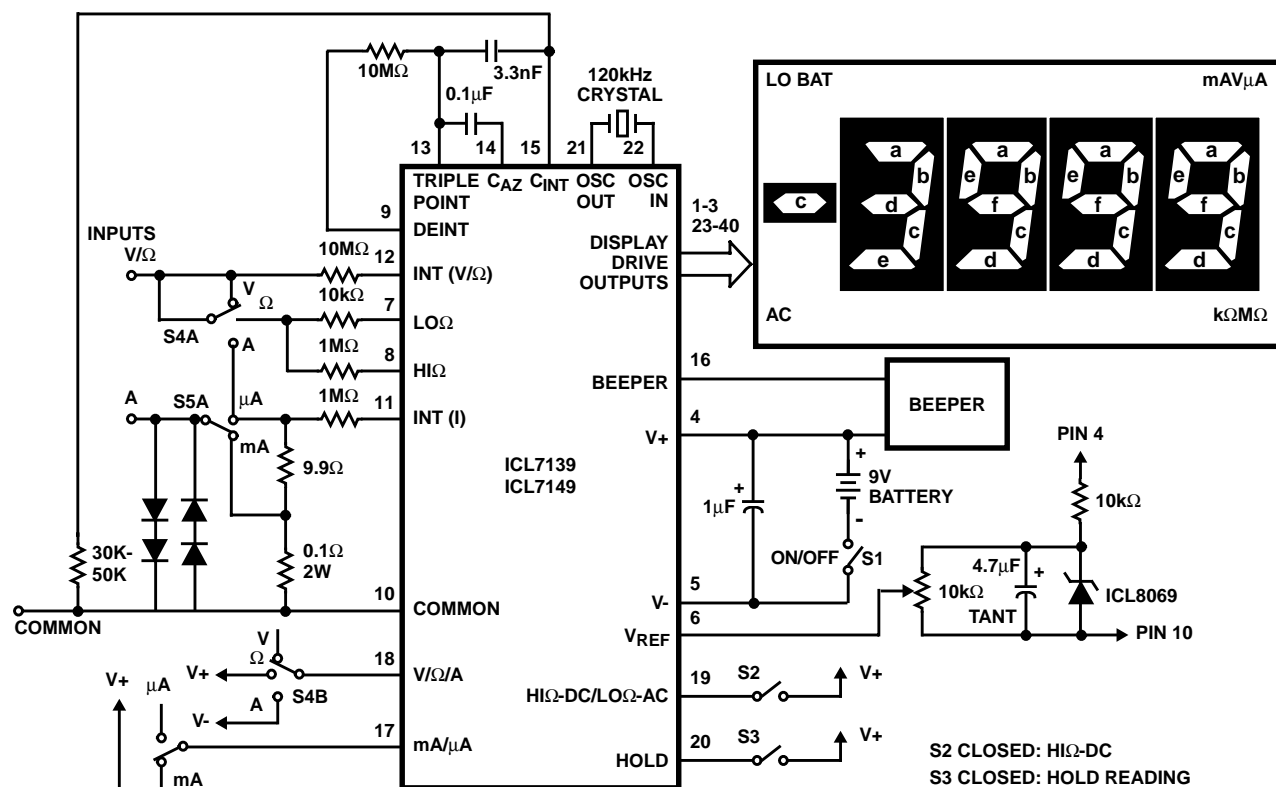 10MΩ
3.3nF
0.1μF
120kHz
CRYSTAL
13
14
15
21
22
TRIPLE
POINT
CAZ
CINT
OSC
OUT
OSC
IN
9
DEINT
INPUTS
V/Ω
10MΩ
12
INT (V/Ω)
V
Ω
S4A
A
10kΩ
7
LOΩ
1MΩ
8
HIΩ
A
S5A
μA
mA
1MΩ
11
INT (I)
9.9Ω
0.1Ω
2W
30K-
50K
10
COMMON
COMMON
ICL7139
ICL7149
1-3
23-40
DISPLAY
DRIVE
OUTPUTS
LO BAT
mAVμA
c
a
b
d
c
e
a
e
b
f
c
d
a
e
b
f
c
d
a
e
b
f
c
d
AC
kΩMΩ
16
BEEPER
BEEPER
4
V+
+
1μF
+
9V
BATTERY
-
ON/OFF
S1
5
V-
6
VREF
PIN 4
10kΩ
4.7μF
+
10kΩ
TANT
ICL8069
PIN 10
V
Ω
V+
A
V-
S4B
18
V/Ω/A
V+
μA
mA
17
mA/μA
19
HIΩ-DC/LOΩ-AC
S2
V+
20
HOLD
S3
V+
S2 CLOSED: HIΩ-DC
S3 CLOSED: HOLD READING